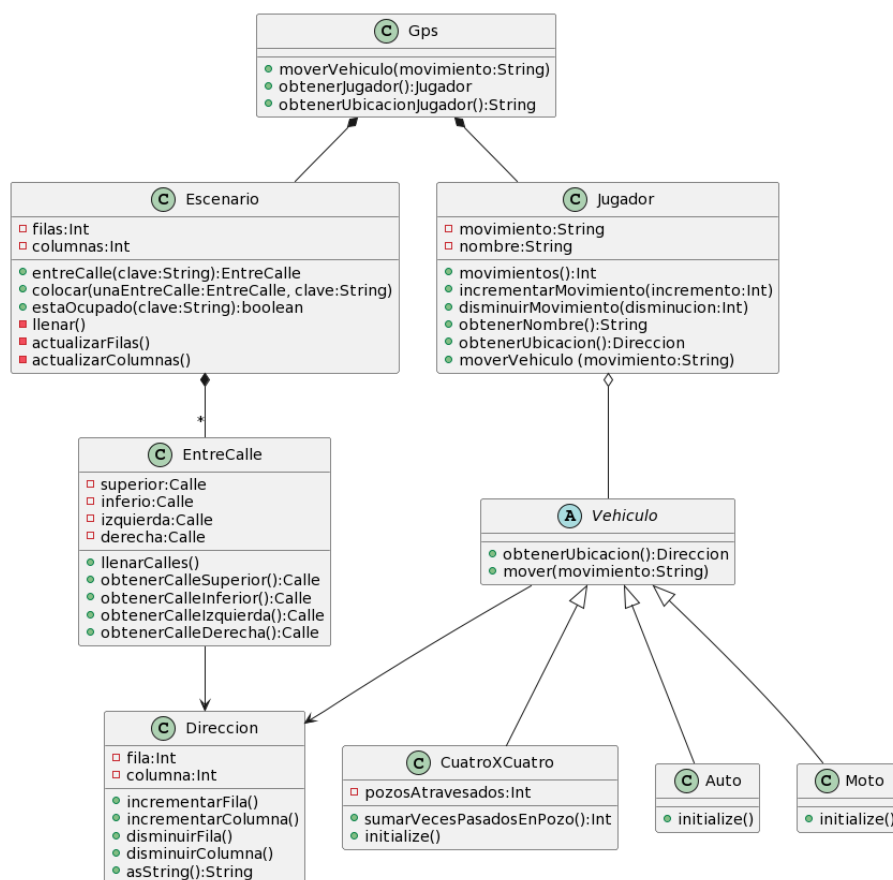 C Gps
moverVehiculo(movimiento:String)
obtenerJugador():Jugador
obtenerUbicacionJugador():String
C Escenario
filas:Int
columnas:Int
entreCalle(clave:String):EntreCalle
colocar(unaEntreCalle:EntreCalle, clave:String)
estaOcupado(clave:String):boolean
llenar()
actualizarFilas()
actualizarColumnas()
C Jugador
movimiento:String
nombre:String
movimientos():Int
incrementarMovimiento(incremento:Int)
disminuirMovimiento(disminucion:Int)
obtenerNombre():String
obtenerUbicacion():Direccion
moverVehiculo (movimiento:String)
*
C EntreCalle
superior:Calle
inferio:Calle
izquierda:Calle
derecha:Calle
llenarCalles()
obtenerCalleSuperior():Calle
obtenerCalleInferior():Calle
obtenerCalleIzquierda():Calle
obtenerCalleDerecha():Calle
A Vehiculo
obtenerUbicacion():Direccion
mover(movimiento:String)
C Direccion
fila:Int
columna:Int
incrementarFila()
incrementarColumna()
disminuirFila()
disminuirColumna()
asString():String
C CuatroXCuatro
pozosAtravesados:Int
sumarVecesPasadosEnPozo():Int
initialize()
C Auto
initialize()
C Moto
initialize()